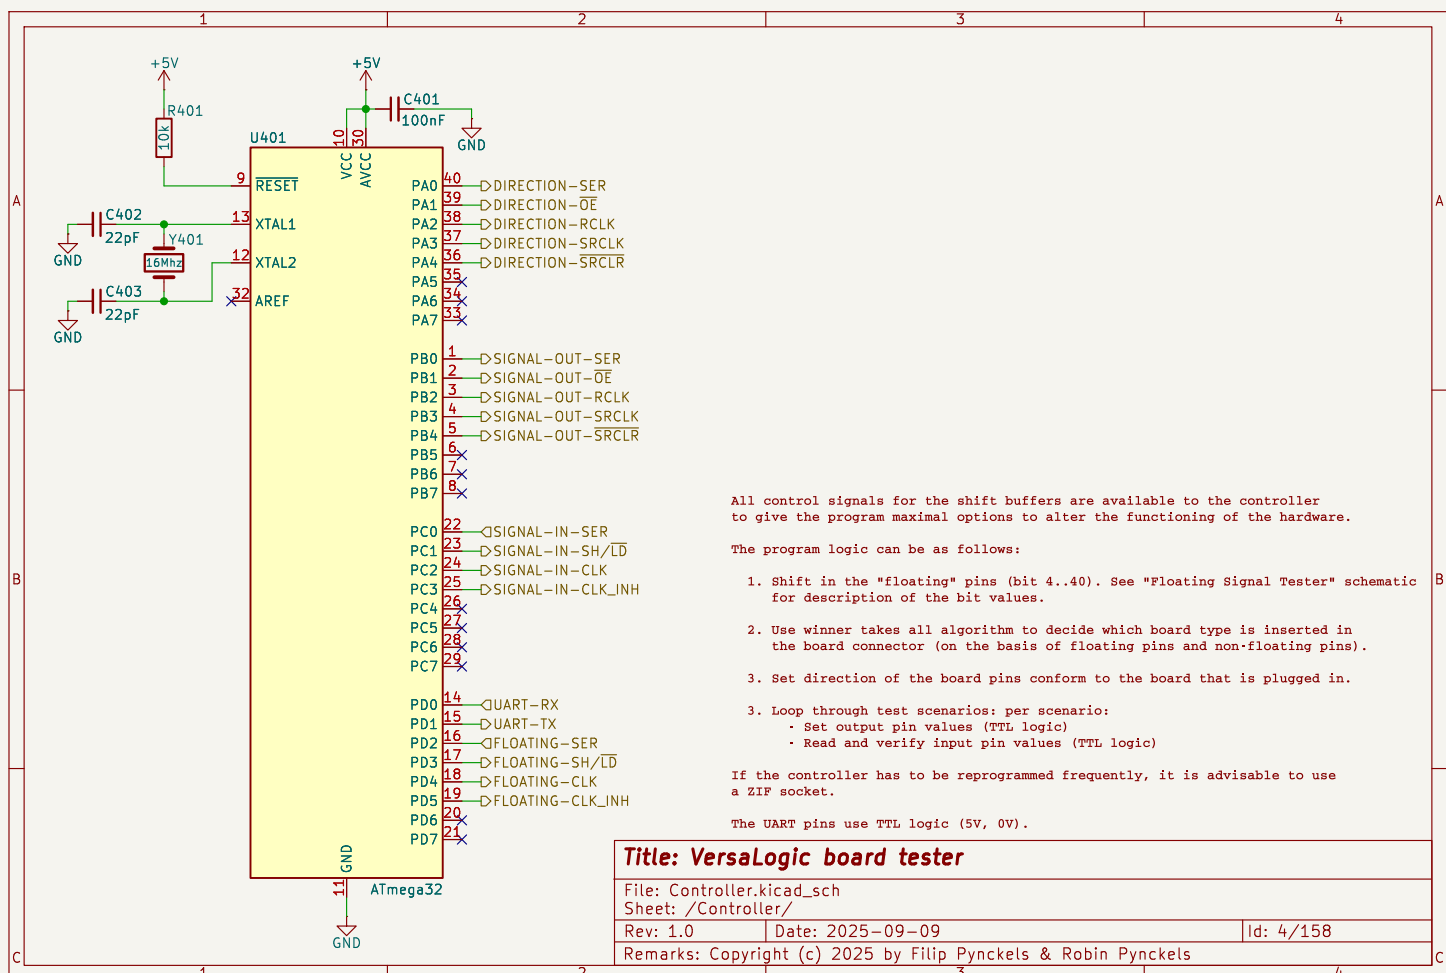 1 2 3 4
+5V +5V
R401
10k
C401
100nF
GND
U401
10 VCC
30 AVCC
9 RESET
13 XTAL1
12 XTAL2
32 AREF
C402
22pF
GND
Y401
16Mhz
C403
22pF
GND
A A
PA0 40 DIRECTION-SER
PA1 39 DIRECTION-OE
PA2 38 DIRECTION-RCLK
PA3 37 DIRECTION-SRCLK
PA4 36 DIRECTION-SRCLR
PA5 35
PA6 34
PA7 33
PB0 1 SIGNAL-OUT-SER
PB1 2 SIGNAL-OUT-OE
PB2 3 SIGNAL-OUT-RCLK
PB3 4 SIGNAL-OUT-SRCLK
PB4 5 SIGNAL-OUT-SRCLR
PB5 6
PB6 7
PB7 8
PC0 22 SIGNAL-IN-SER
PC1 23 SIGNAL-IN-SH/LD
PC2 24 SIGNAL-IN-CLK
PC3 25 SIGNAL-IN-CLK_INH
PC4 26
PC5 27
PC6 28
PC7 29
B B
PD0 14 UART-RX
PD1 15 UART-TX
PD2 16 FLOATING-SER
PD3 17 FLOATING-SH/LD
PD4 18 FLOATING-CLK
PD5 19 FLOATING-CLK_INH
PD6 20
PD7 21
GND 11
ATmega32
GND
All control signals for the shift buffers are available to the controller
to give the program maximal options to alter the functioning of the hardware.
The program logic can be as follows:
1. Shift in the "floating" pins (bit 4..40). See "Floating Signal Tester" schematic
for description of the bit values.
2. Use winner takes all algorithm to decide which board type is inserted in
the board connector (on the basis of floating pins and non-floating pins).
3. Set direction of the board pins conform to the board that is plugged in.
3. Loop through test scenarios: per scenario:
- Set output pin values (TTL logic)
- Read and verify input pin values (TTL logic)
If the controller has to be reprogrammed frequently, it is advisable to use
a ZIF socket.
The UART pins use TTL logic (5V, 0V).
Title: VersaLogic board tester
File: Controller.kicad_sch
Sheet: /Controller/
Rev: 1.0 Date: 2025-09-09 Id: 4/158
Remarks: Copyright (c) 2025 by Filip Pynckels & Robin Pynckels
C C
1 2 3 4